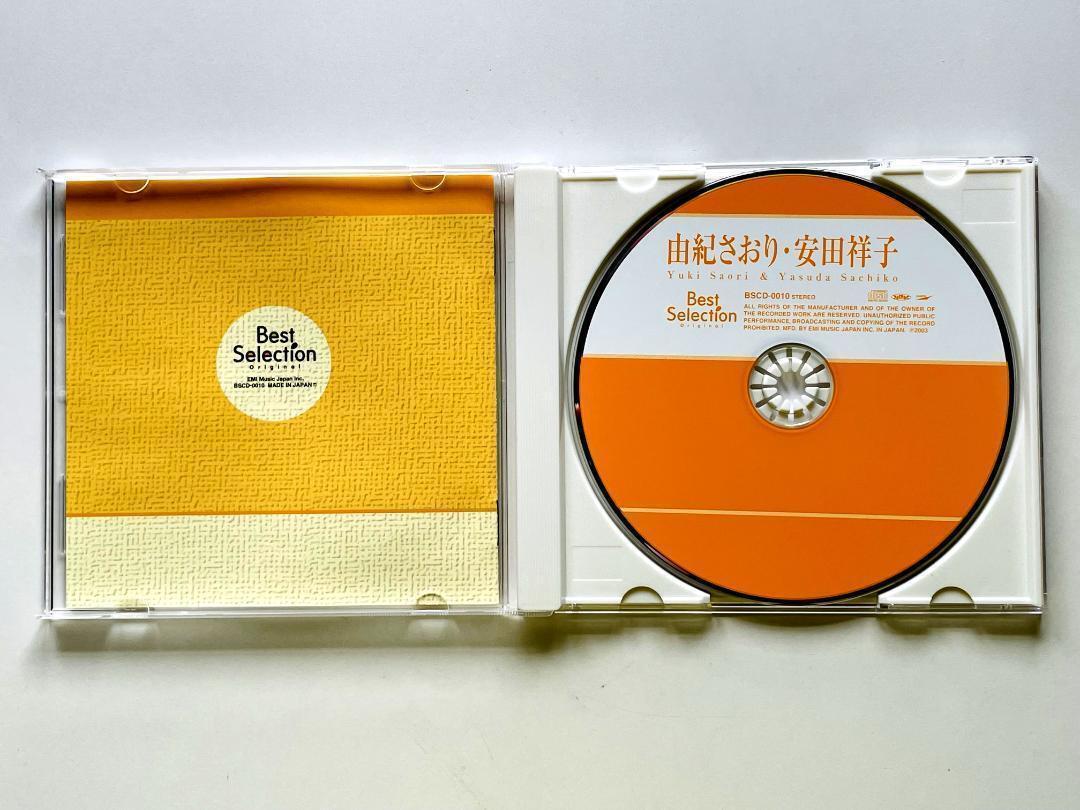 Best
Selection
Original
EMI Music Japan Inc.
BSCD-0010 MADE IN JAPAN
由紀さおり・安田祥子
Yuki Saori & Yasuda Sachiko
Best
Selection
Original
BSCD-0010 STEREO
ALL RIGHTS OF THE MANUFACTURER AND OF THE OWNER OF
THE RECORDED WORK ARE RESERVED. UNAUTHORIZED PUBLIC
PERFORMANCE, BROADCASTING AND COPYING OF THE RECORD
PROHIBITED. MFD. BY EMI MUSIC JAPAN INC. IN JAPAN. ℗2003